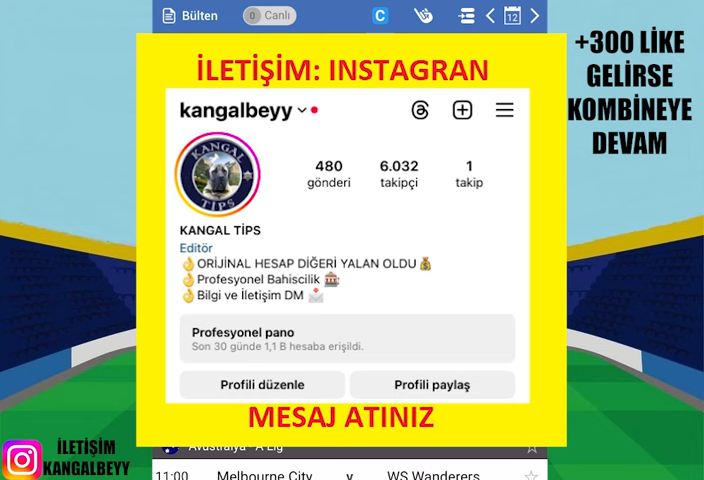 Bülten
0 Canlı
C
12
+300 LİKE
GELİRSE
KOMBİNEYE
DEVAM
İLETİŞİM: INSTAGRAN
kangalbeyy
KANGAL
TİPS
480
gönderi
6.032
takipçi
1
takip
KANGAL TİPS
Editör
👌ORİJİNAL HESAP DİĞERİ YALAN OLDU💰
👌Profesyonel Bahiscilik 🎰
👌Bilgi ve İletişim DM 📩
Profesyonel pano
Son 30 günde 1,1 B hesaba erişildi.
Profili düzenle
Profili paylaş
MESAJ ATINIZ
İLETİŞİM
KANGALBEYY
Avustralya - A Lig
11:00 Melbourne City v WS Wanderers